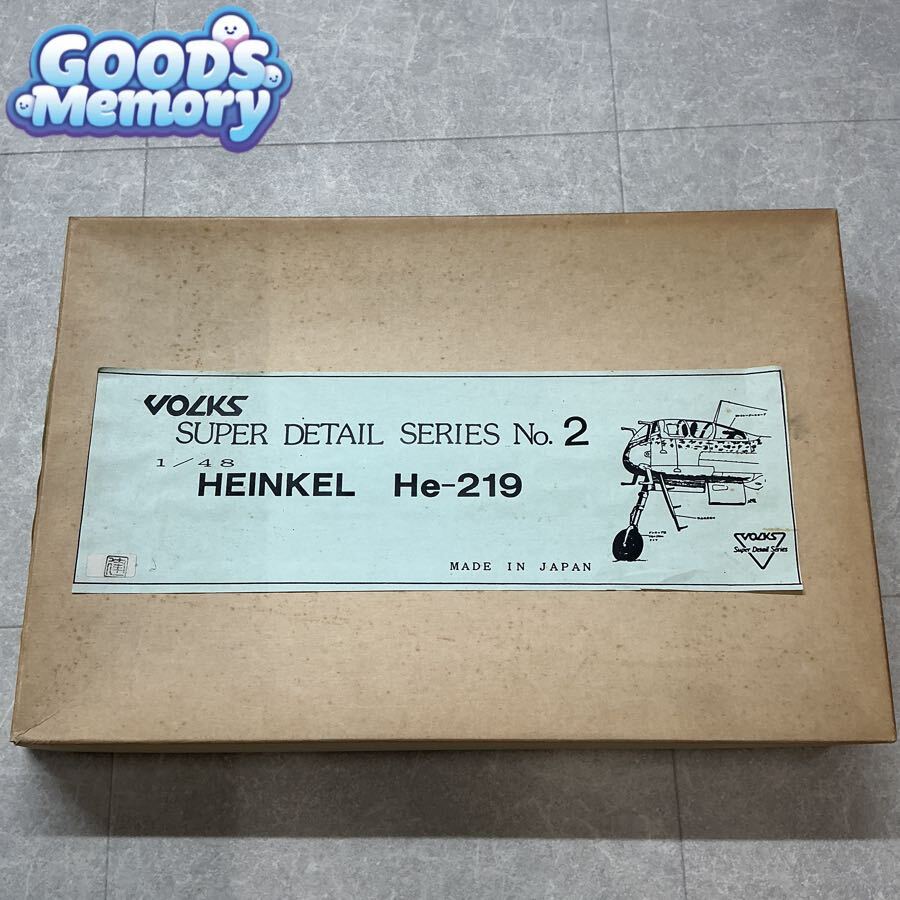 GOODS
Memory
VOLKS
SUPER DETAIL SERIES No. 2
1/48
HEINKEL He-219
MADE IN JAPAN
VOLKS
Super Detail Series